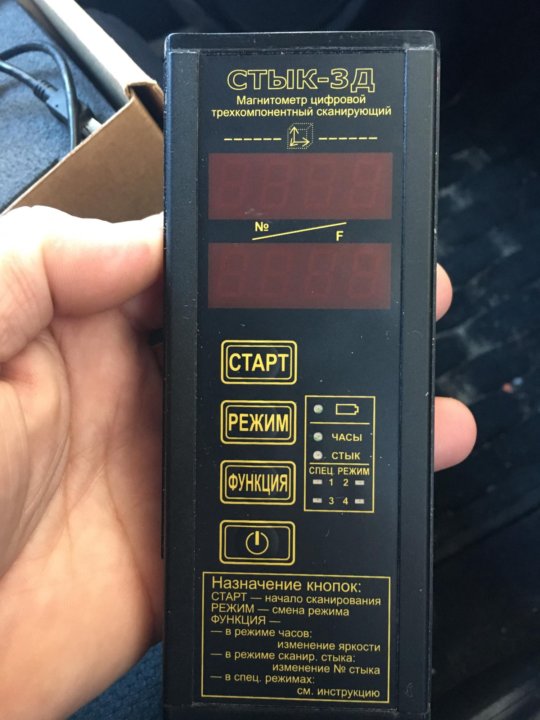 СТЫК-3Д
Магнитометр цифровой
трехкомпонентный сканирующий
№
F
СТАРТ
РЕЖИМ
ФУНКЦИЯ
ЧАСЫ
СТЫК
СПЕЦ. РЕЖИМ
1 2
3 4
Назначение кнопок:
СТАРТ — начало сканирования
РЕЖИМ — смена режима
ФУНКЦИЯ —
— в режиме часов:
изменение яркости
— в режиме сканир. стыка:
изменение № стыка
— в спец. режимах:
см. инструкцию